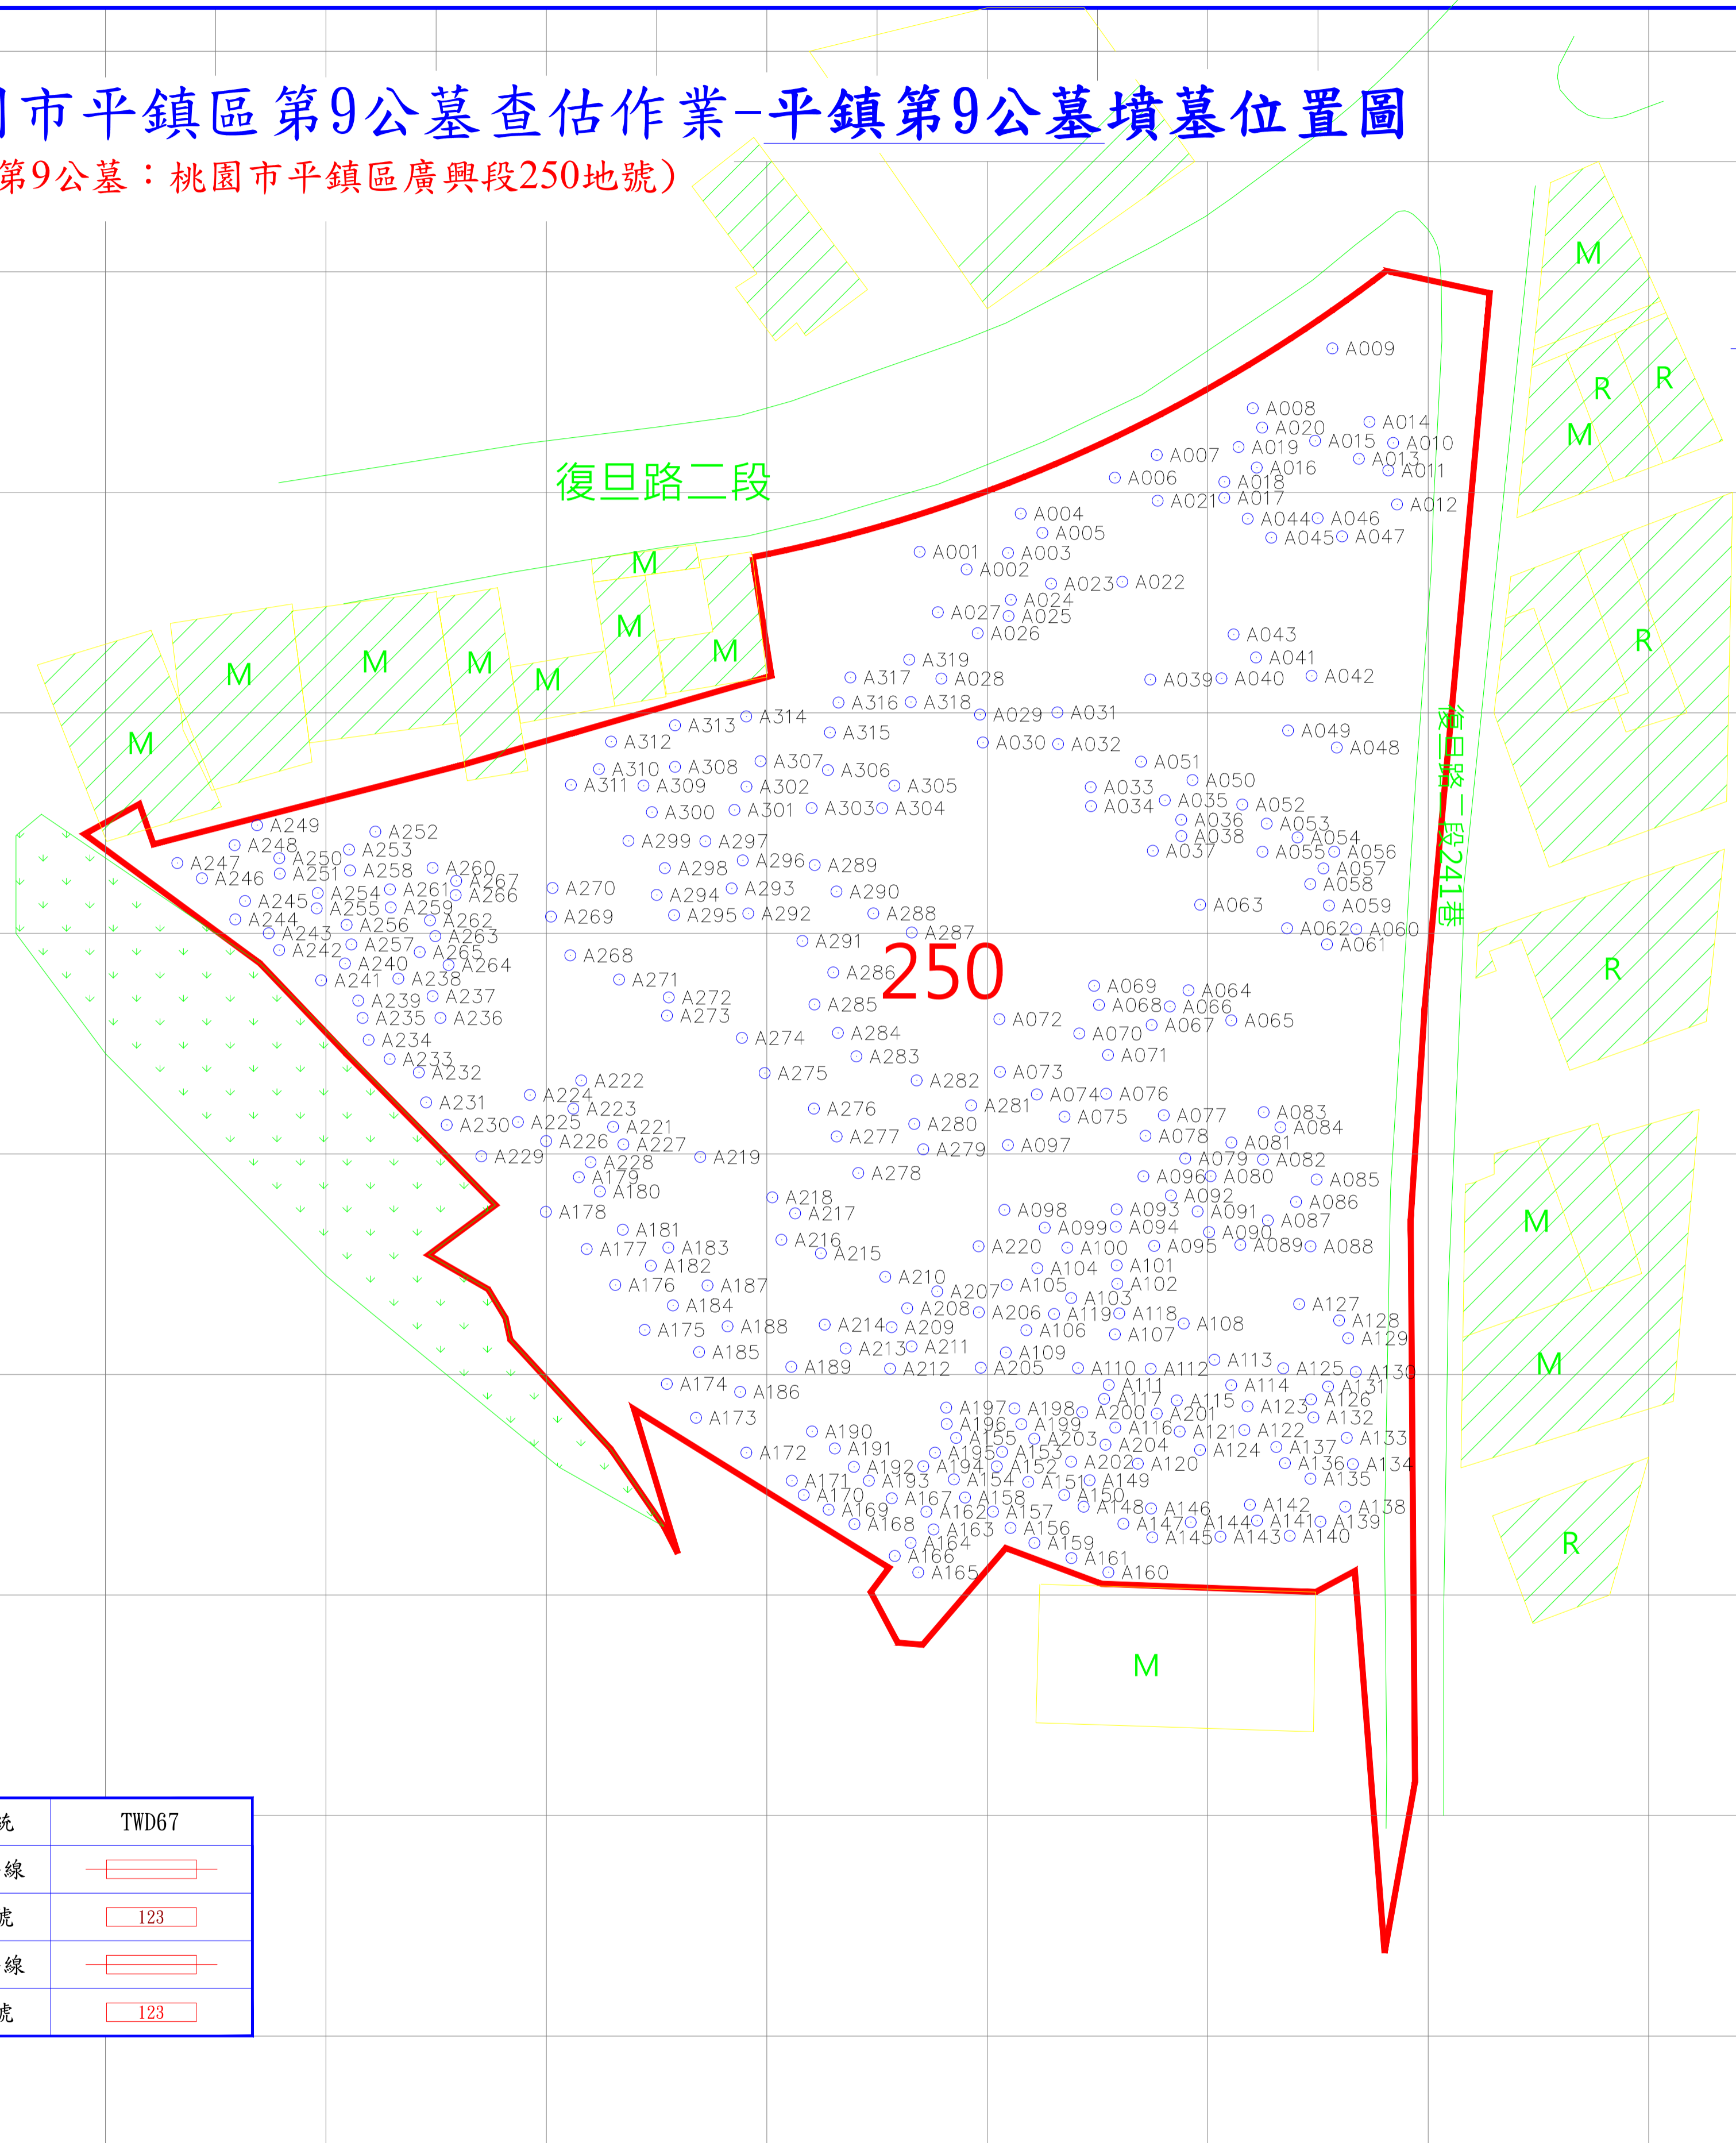 市平鎮區第9公墓查估作業-平鎮第9公墓墳墓位置圖
第9公墓：桃園市平鎮區廣興段250地號)
M
A009
R
R
M
A008
A014
A020
A015
A010
A019
A007
A013
A016
A011
A006
A018
復旦路二段
A017
A021
A012
A004
A044
A046
A005
A045
A047
A001
A003
M
A002
A023
A022
A024
A027
A025
M
A026
A043
R
M
A319
A041
M
M
M
A317
A028
A039
A040
A042
M
A316
A318
A314
A029
A031
A313
A315
A049
復旦路二段241巷
M
A312
A030
A032
A048
A307
A051
A310
A308
A306
A050
A311
A309
A302
A305
A033
A035
A300
A301
A303
A304
A034
A052
A249
A252
A036
A053
A248
A299
A297
A038
A054
A253
A037
A055
A056
A247
A250
A296
A289
A258
A260
A298
A057
A246
A251
A267
A058
A254
A261
A266
A270
A294
A293
A290
A245
A255
A259
A063
A059
A244
A256
A262
A269
A295
A292
A288
A243
A263
A287
A062
A060
A242
A257
A265
A268
A291
A061
A240
A264
250
R
A241
A238
A271
A286
A239
A237
A272
A285
A069
A064
A235
A236
A273
A068
A066
A234
A274
A284
A072
A070
A067
A065
A233
A283
A071
A232
A222
A275
A282
A073
A231
A224
A223
A276
A281
A074
A076
A230
A225
A221
A280
A075
A077
A083
A226
A227
A277
A078
A084
A229
A228
A219
A279
A097
A081
A179
A278
A079
A082
A180
A096
A080
A085
A178
A218
A092
A086
A181
A217
A098
A093
A091
A087
M
A177
A183
A216
A099
A094
A090
A182
A215
A220
A100
A095
A089
A088
A176
A187
A210
A104
A101
A184
A207
A105
A102
A175
A188
A208
A206
A103
A127
A214
A209
A119
A118
A108
A128
A185
A213
A211
A106
A107
A129
M
A189
A212
A109
A113
A174
A205
A110
A112
A125
A130
A186
A111
A114
A131
A173
A117
A115
A126
A197
A198
A200
A201
A123
A132
A190
A196
A199
A116
A121
A122
A133
A172
A191
A155
A203
A204
A124
A137
A195
A153
A202
A120
A136
A134
A192
A194
A152
A171
A193
A154
A151
A149
A135
A170
A167
A158
A150
A169
A162
A157
A148
A146
A142
A138
A168
A163
A156
A147
A144
A141
A139
A164
A159
A145
A143
A140
R
A166
A161
A165
A160
M
統
TWD67
線
號
123
線
號
123